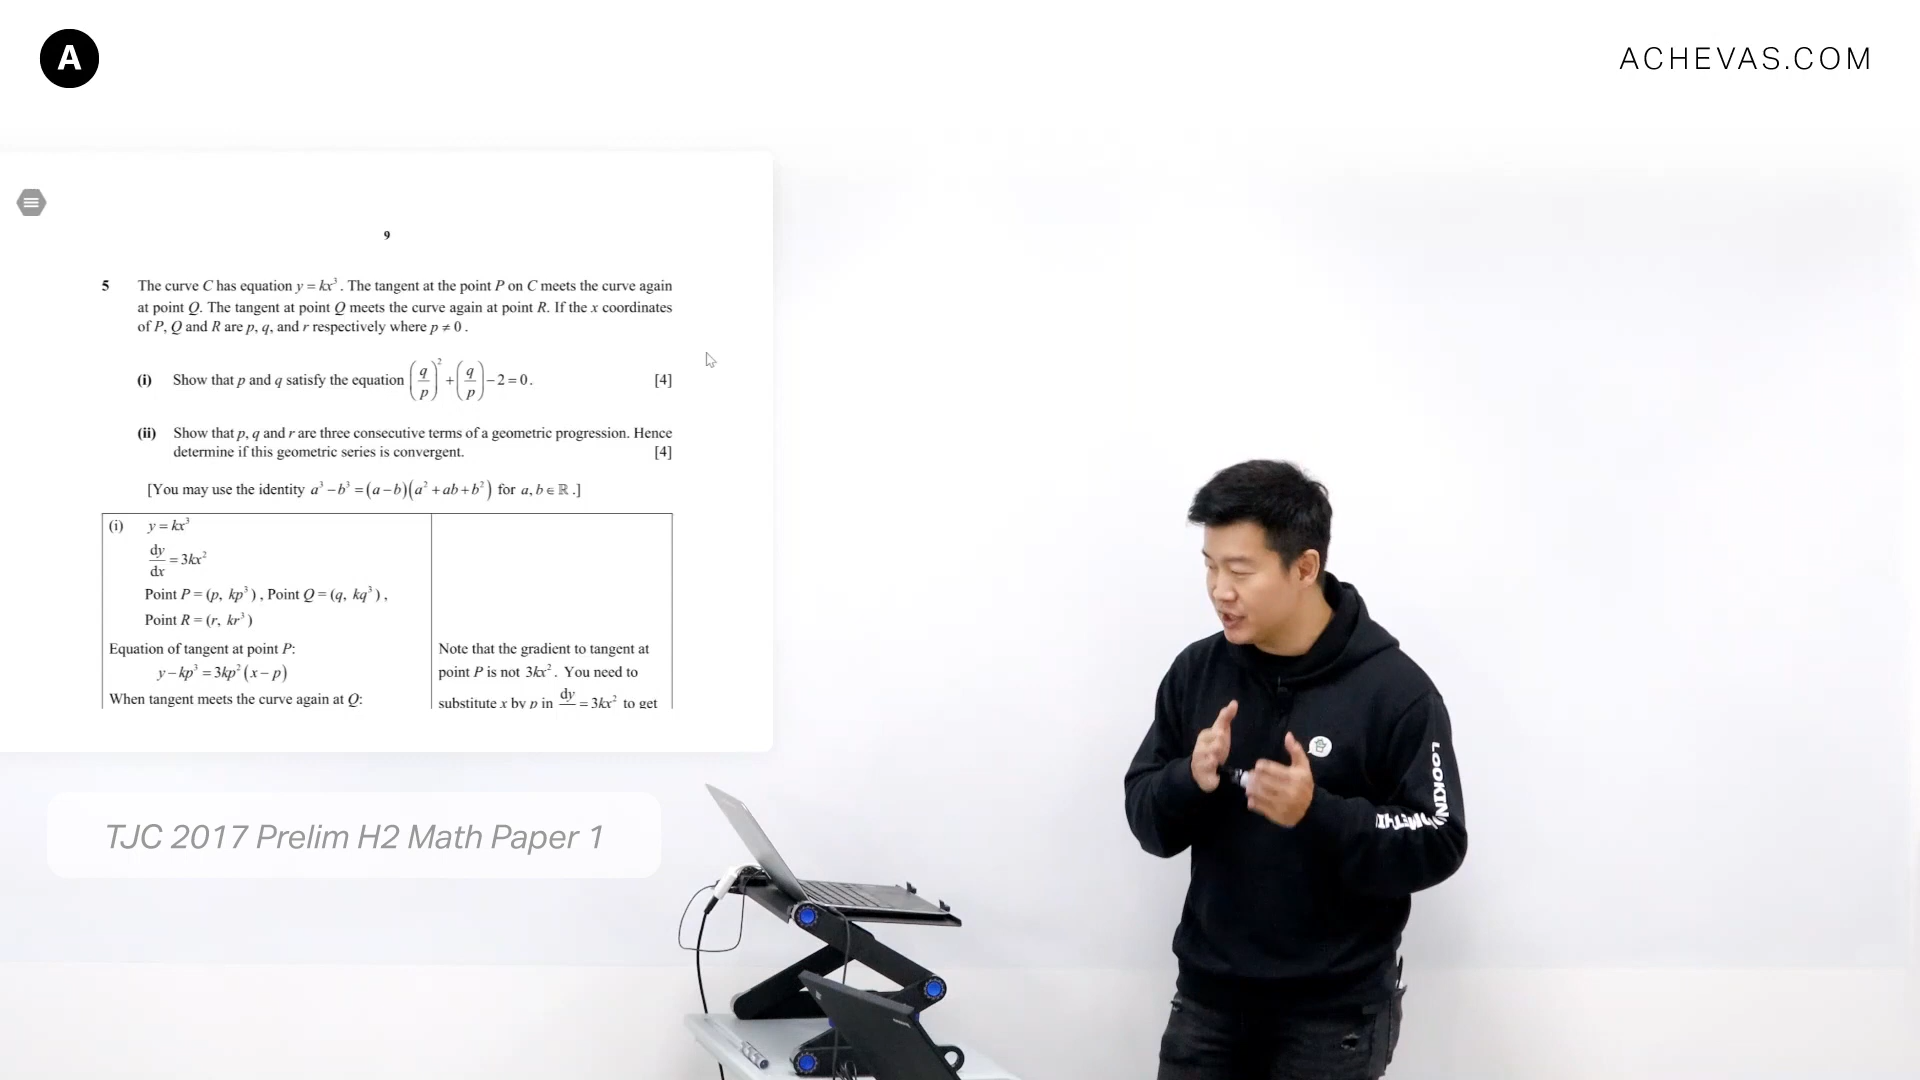 A
ACHEVAS.COM
9
5 The curve C has equation y = kx³. The tangent at the point P on C meets the curve again
at point Q. The tangent at point Q meets the curve again at point R. If the x coordinates
of P, Q and R are p, q, and r respectively where p ≠ 0.
(i) Show that p and q satisfy the equation (q/p)² + (q/p) − 2 = 0. [4]
(ii) Show that p, q and r are three consecutive terms of a geometric progression. Hence
determine if this geometric series is convergent. [4]
[You may use the identity a³ − b³ = (a − b)(a² + ab + b²) for a, b ∈ ℝ.]
(i) y = kx³
dy/dx = 3kx²
Point P = (p, kp³), Point Q = (q, kq³),
Point R = (r, kr³)
Equation of tangent at point P:
y − kp³ = 3kp²(x − p)
When tangent meets the curve again at Q:
Note that the gradient to tangent at
point P is not 3kx². You need to
substitute x by p in dy/ = 3kx² to get
TJC 2017 Prelim H2 Math Paper 1
LOOKIN